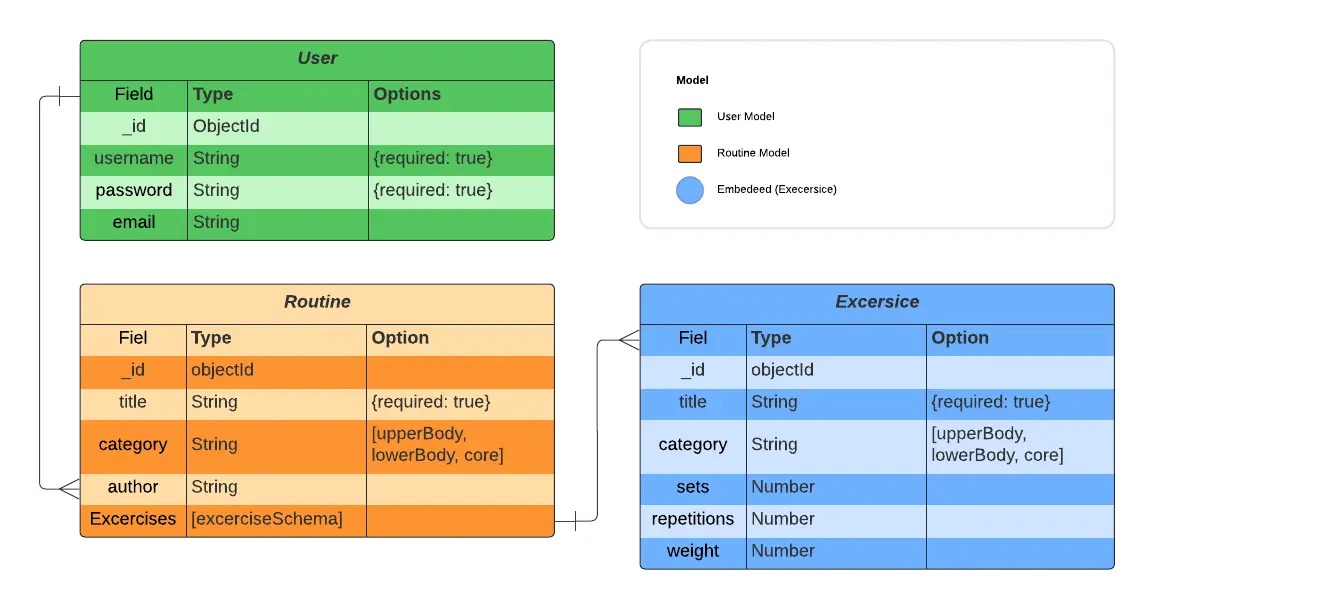 User
Field Type Options
_id ObjectId
username String {required: true}
password String {required: true}
email String
Model
User Model
Routine Model
Embedeed (Execersice)
Routine
Fiel Type Option
_id objectId
title String {required: true}
category String [upperBody,
lowerBody, core]
author String
Excercises [excerciseSchema]
Excersice
Fiel Type Option
_id objectId
title String {required: true}
category String [upperBody,
lowerBody, core]
sets Number
repetitions Number
weight Number